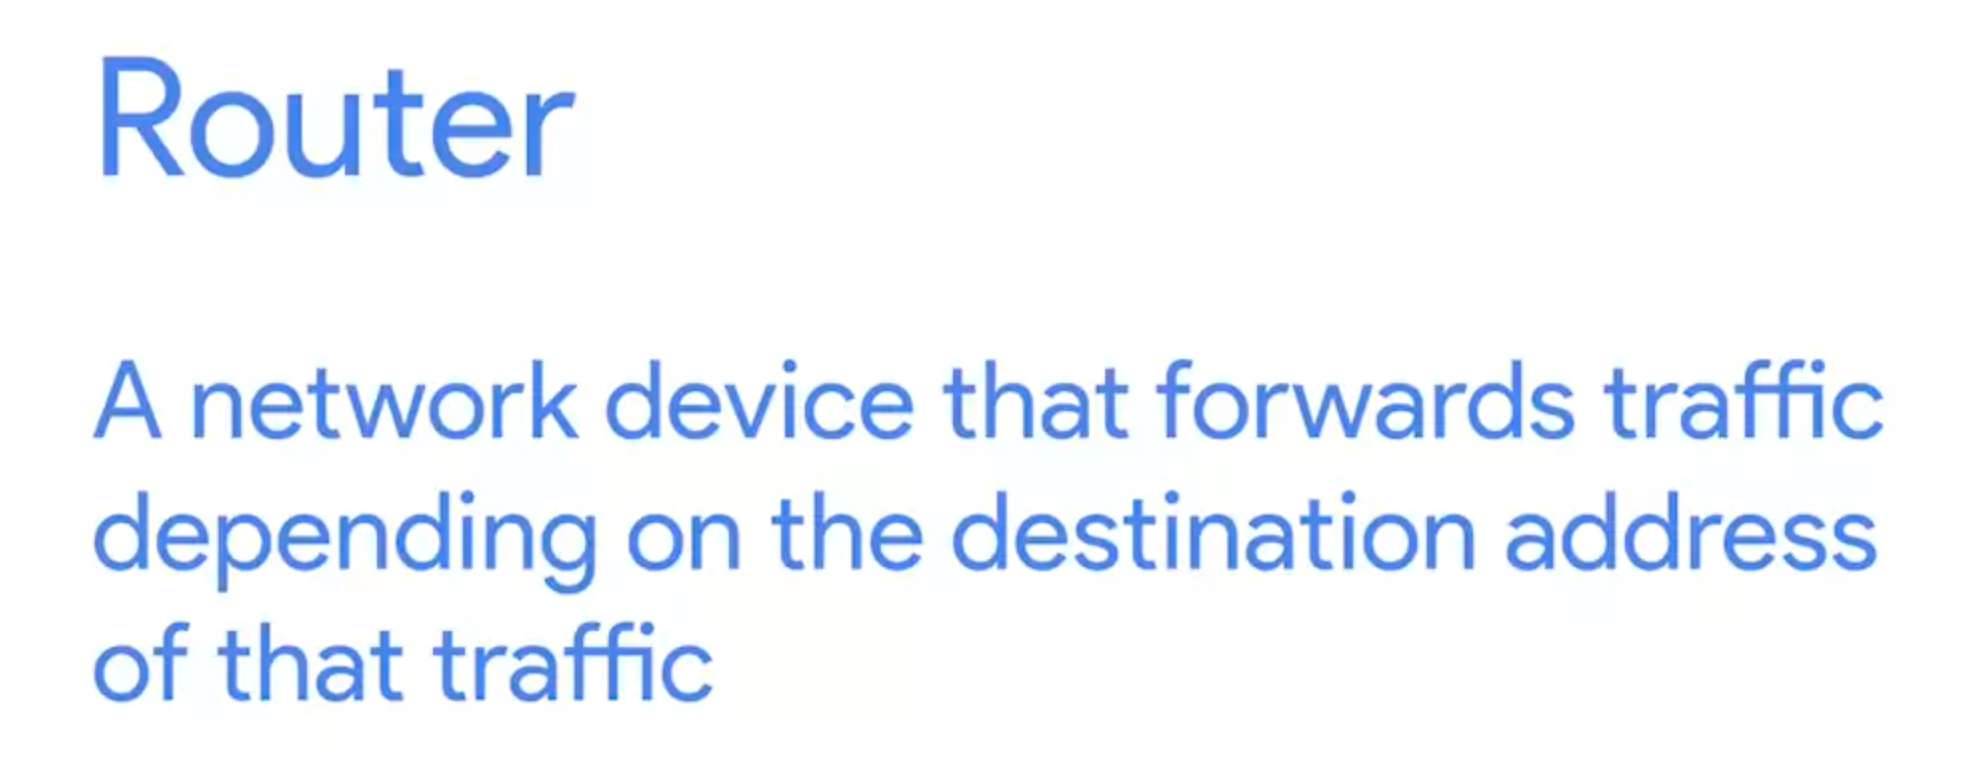 Router
A network device that forwards traffic
depending on the destination address
of that traffic